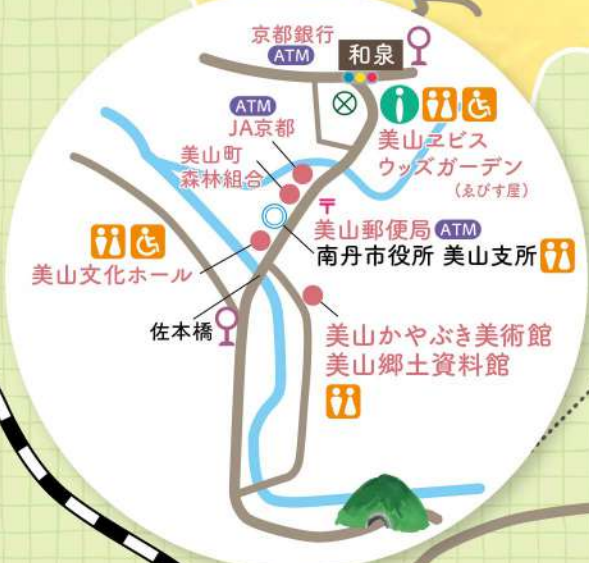 京都銀行
ATM
和泉
ATM
JA京都
美山町
森林組合
美山ヱビス
ウッズガーデン
(ゑびす屋)
〒
美山郵便局 ATM
南丹市役所 美山支所
美山文化ホール
佐本橋
美山かやぶき美術館
美山郷土資料館